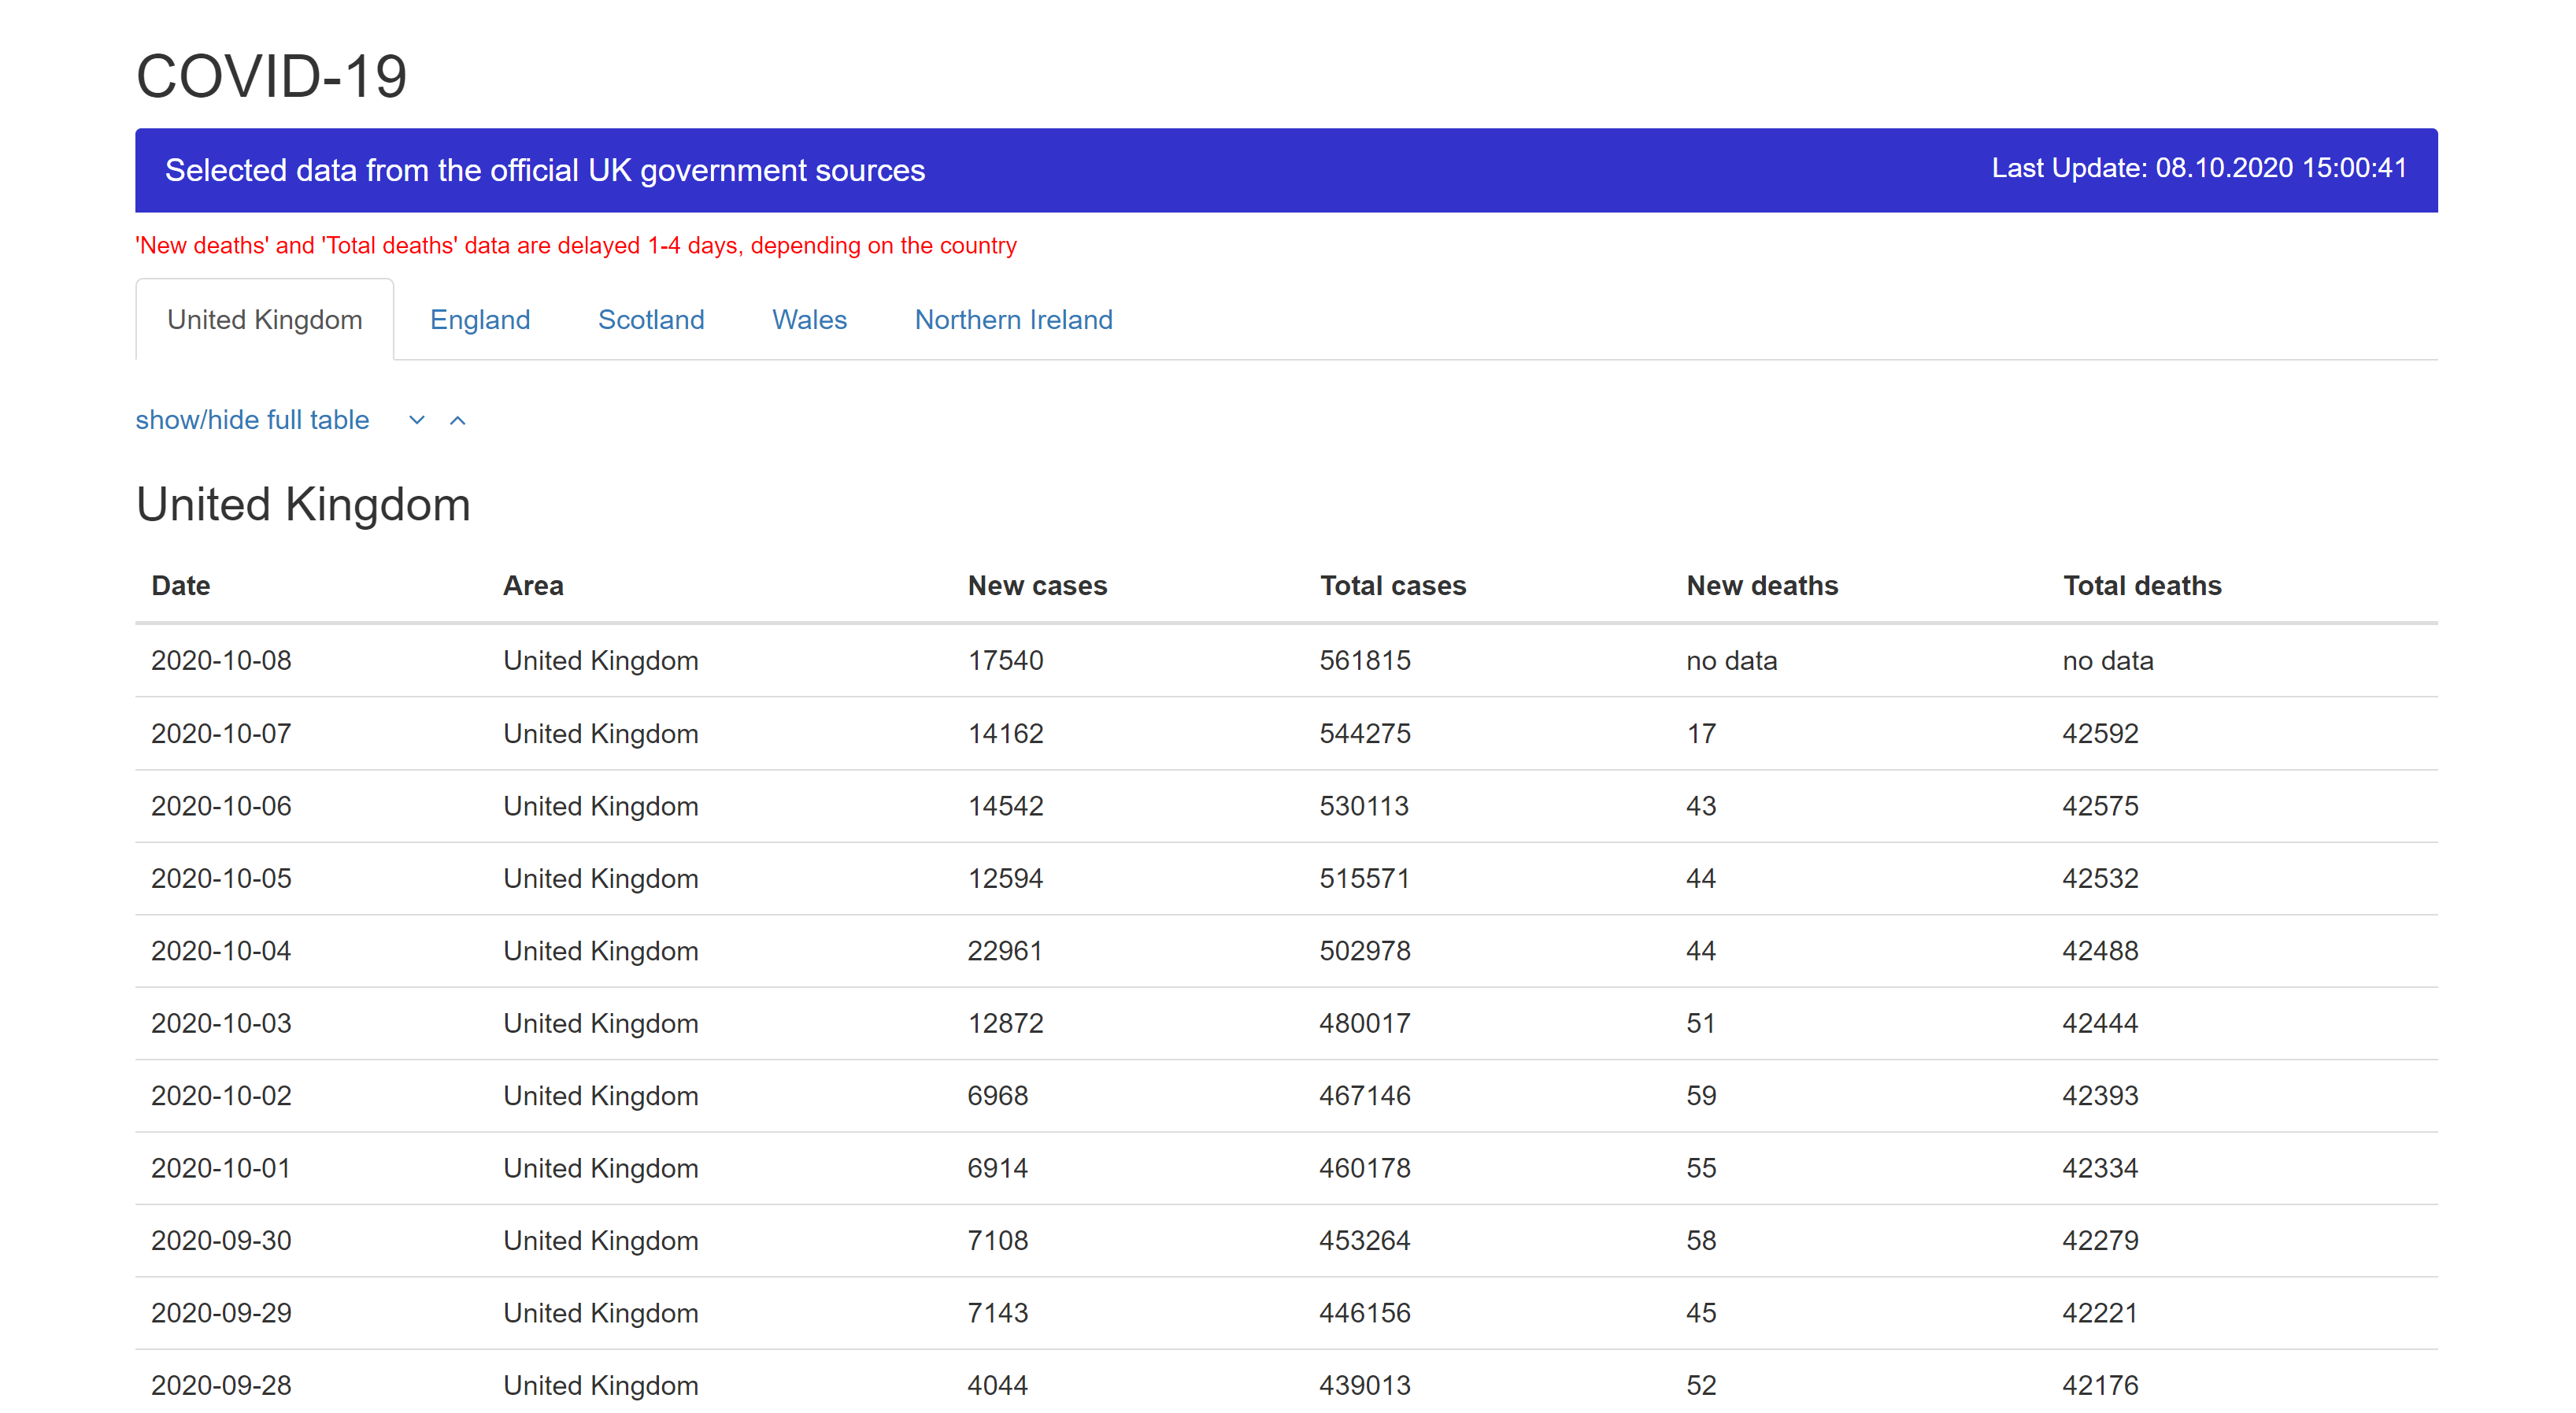 COVID-19
Selected data from the official UK government sources Last Update: 08.10.2020 15:00:41
'New deaths' and 'Total deaths' data are delayed 1-4 days, depending on the country
United Kingdom England Scotland Wales Northern Ireland
show/hide full table
United Kingdom
Date Area New cases Total cases New deaths Total deaths
2020-10-08 United Kingdom 17540 561815 no data no data
2020-10-07 United Kingdom 14162 544275 17 42592
2020-10-06 United Kingdom 14542 530113 43 42575
2020-10-05 United Kingdom 12594 515571 44 42532
2020-10-04 United Kingdom 22961 502978 44 42488
2020-10-03 United Kingdom 12872 480017 51 42444
2020-10-02 United Kingdom 6968 467146 59 42393
2020-10-01 United Kingdom 6914 460178 55 42334
2020-09-30 United Kingdom 7108 453264 58 42279
2020-09-29 United Kingdom 7143 446156 45 42221
2020-09-28 United Kingdom 4044 439013 52 42176